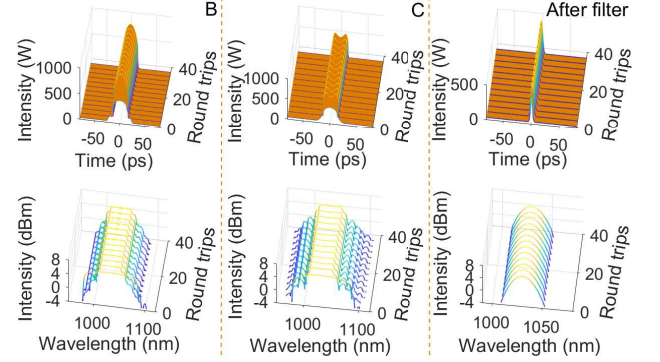 B
C
After filter
Intensity (W)
1000
500
0
-50 0 50
Time (ps)
0
20
40
Round trips
Intensity (W)
1000
500
0
-50 0 50
Time (ps)
0
20
40
Round trips
Intensity (W)
500
0
-50 0 50
Time (ps)
0
20
40
Round trips
Intensity (dBm)
8
4
0
-4
1000 1100
Wavelength (nm)
0
20
40
Round trips
Intensity (dBm)
8
4
0
-4
1000 1100
Wavelength (nm)
0
20
40
Round trips
Intensity (dBm)
8
4
0
-4
1000 1050
Wavelength (nm)
0
20
40
Round trips